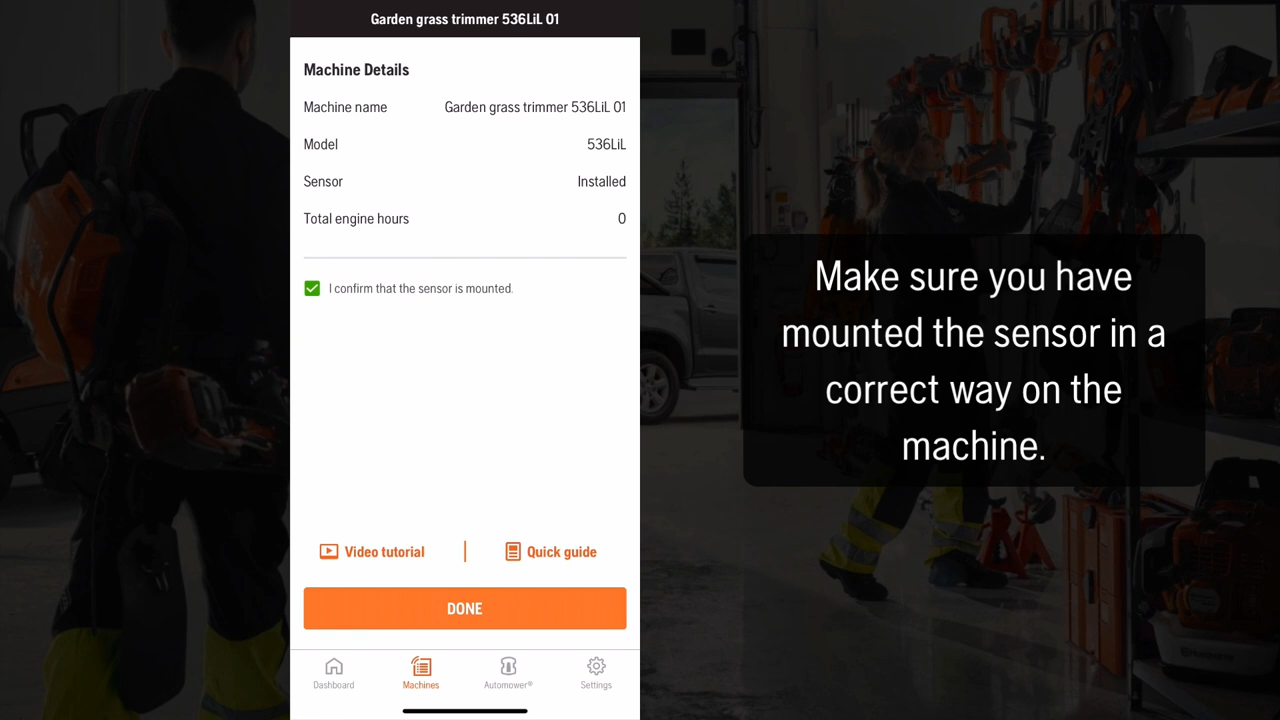 Garden grass trimmer 536LiL 01
Machine Details
Machine name Garden grass trimmer 536LiL 01
Model 536LiL
Sensor Installed
Total engine hours 0
I confirm that the sensor is mounted.
Video tutorial | Quick guide
DONE
Dashboard Machines Automower® Settings
Make sure you have
mounted the sensor in a
correct way on the
machine.
Husqvarna